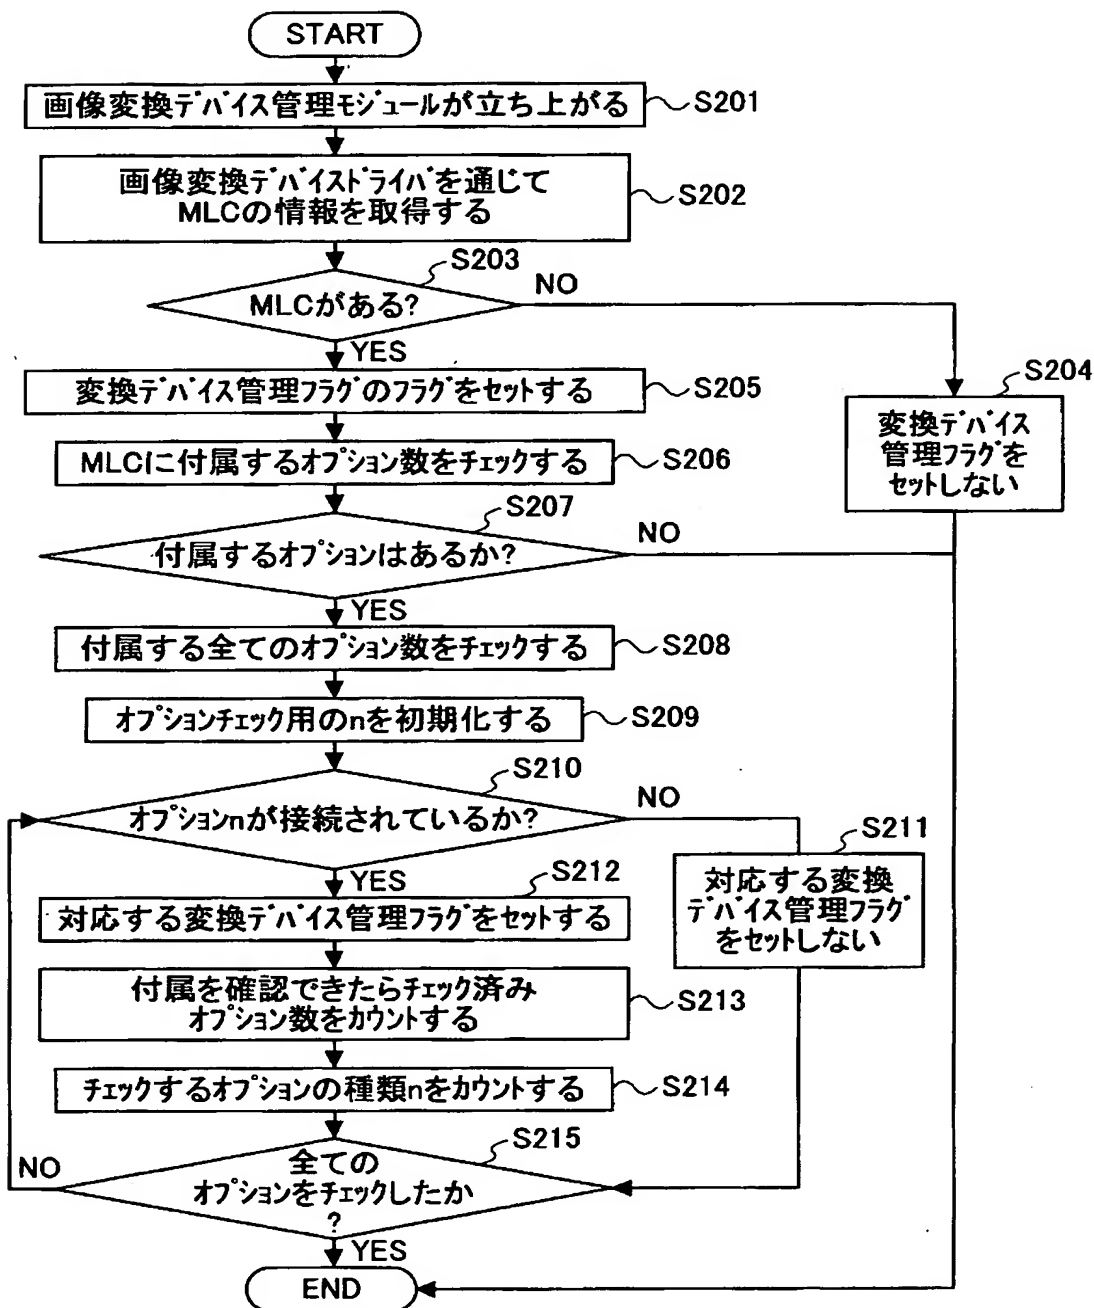 START
画像変換ﾃﾞﾊﾞｲｽ管理ﾓｼﾞｭｰﾙが立ち上がる
S201
画像変換ﾃﾞﾊﾞｲｽﾄﾞﾗｲﾊﾞを通じて
MLCの情報を取得する
S202
S203
MLCがある?
NO
YES
変換ﾃﾞﾊﾞｲｽ管理ﾌﾗｸﾞのﾌﾗｸﾞをｾｯﾄする
S205
S204
変換ﾃﾞﾊﾞｲｽ
管理ﾌﾗｸﾞを
ｾｯﾄしない
MLCに付属するｵﾌﾟｼｮﾝ数をﾁｪｯｸする
S206
S207
付属するｵﾌﾟｼｮﾝはあるか?
NO
YES
付属する全てのｵﾌﾟｼｮﾝ数をﾁｪｯｸする
S208
ｵﾌﾟｼｮﾝﾁｪｯｸ用のnを初期化する
S209
S210
ｵﾌﾟｼｮﾝnが接続されているか?
NO
YES
S211
対応する変換
ﾃﾞﾊﾞｲｽ管理ﾌﾗｸﾞ
をｾｯﾄしない
S212
対応する変換ﾃﾞﾊﾞｲｽ管理ﾌﾗｸﾞをｾｯﾄする
付属を確認できたらﾁｪｯｸ済み
ｵﾌﾟｼｮﾝ数をｶｳﾝﾄする
S213
ﾁｪｯｸするｵﾌﾟｼｮﾝの種類nをｶｳﾝﾄする
S214
S215
全ての
ｵﾌﾟｼｮﾝをﾁｪｯｸしたか
?
NO
YES
END